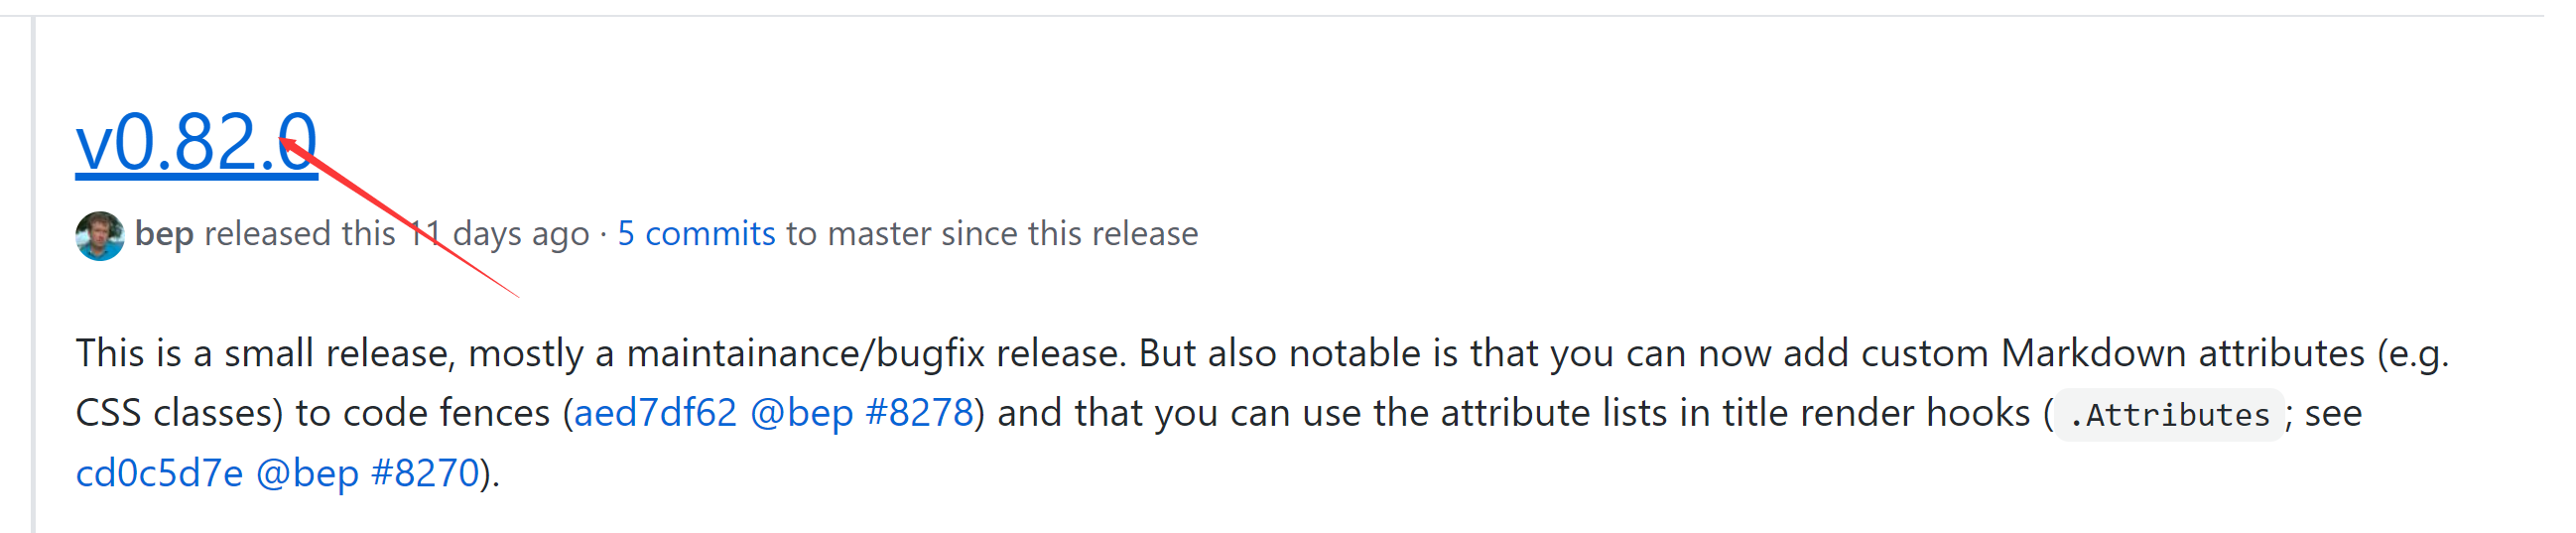 v0.82.0
bep released this 11 days ago · 5 commits to master since this release
This is a small release, mostly a maintainance/bugfix release. But also notable is that you can now add custom Markdown attributes (e.g.
CSS classes) to code fences (aed7df62 @bep #8278) and that you can use the attribute lists in title render hooks ( .Attributes ; see
cd0c5d7e @bep #8270).